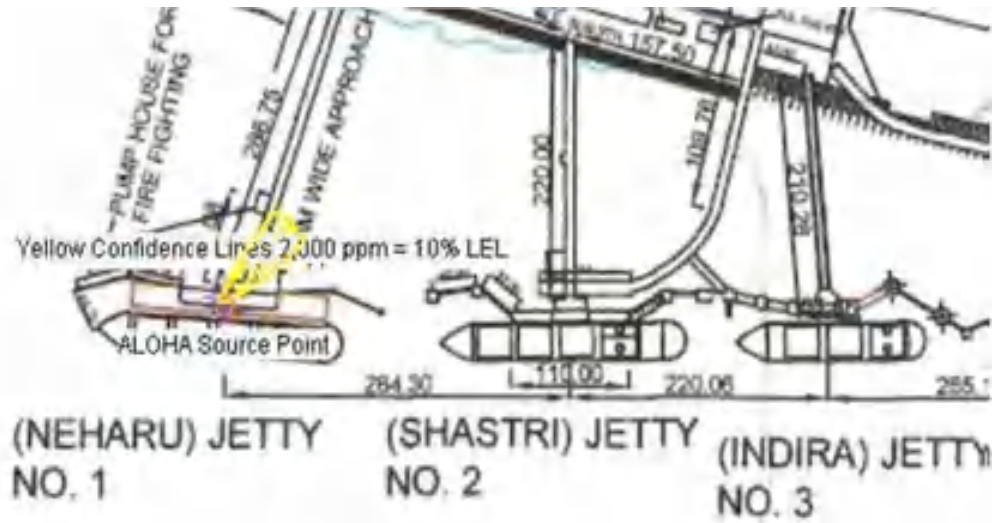 PUMP HOUSE FOR
FIRE FIGHTING
286.75
M WIDE APPROACH
157.50
220.00
108.78
210.28
Yellow Confidence Lines 2,000 ppm = 10% LEL
ALOHA Source Point
284.30
110.00
220.06
(NEHARU) JETTY
NO. 1
(SHASTRI) JETTY
NO. 2
(INDIRA) JETTY
NO. 3